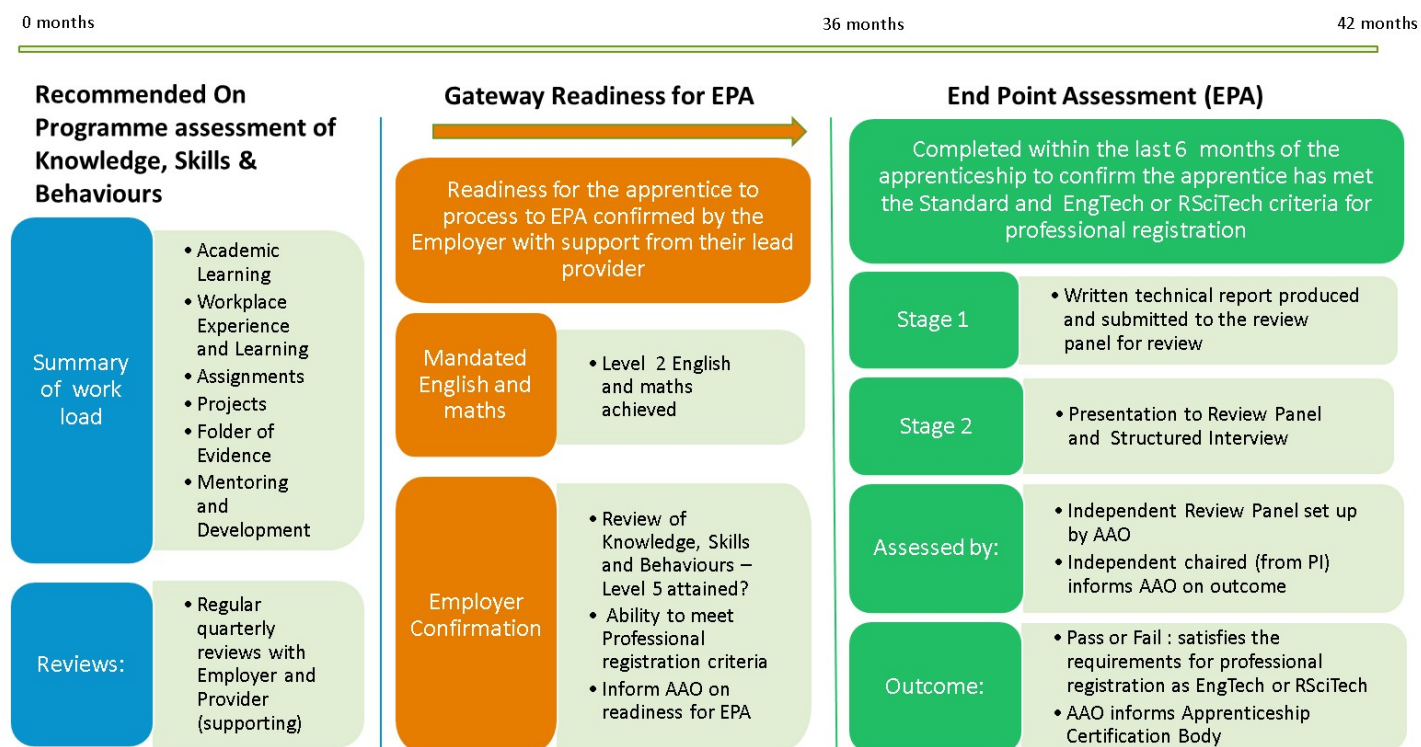 0 months
36 months
42 months
Recommended On
Programme assessment of
Knowledge, Skills &
Behaviours
Summary
of work
load
• Academic
Learning
• Workplace
Experience
and Learning
• Assignments
• Projects
• Folder of
Evidence
• Mentoring
and
Development
Reviews:
• Regular
quarterly
reviews with
Employer and
Provider
(supporting)
Gateway Readiness for EPA
Readiness for the apprentice to
process to EPA confirmed by the
Employer with support from their lead
provider
Mandated
English and
maths
• Level 2 English
and maths
achieved
Employer
Confirmation
• Review of
Knowledge, Skills
and Behaviours –
Level 5 attained?
• Ability to meet
Professional
registration criteria
• Inform AAO on
readiness for EPA
End Point Assessment (EPA)
Completed within the last 6 months of the
apprenticeship to confirm the apprentice has met
the Standard and EngTech or RSciTech criteria for
professional registration
Stage 1
• Written technical report produced
and submitted to the review
panel for review
Stage 2
• Presentation to Review Panel
and Structured Interview
Assessed by:
• Independent Review Panel set up
by AAO
• Independent chaired (from PI)
informs AAO on outcome
Outcome:
• Pass or Fail : satisfies the
requirements for professional
registration as EngTech or RSciTech
• AAO informs Apprenticeship
Certification Body